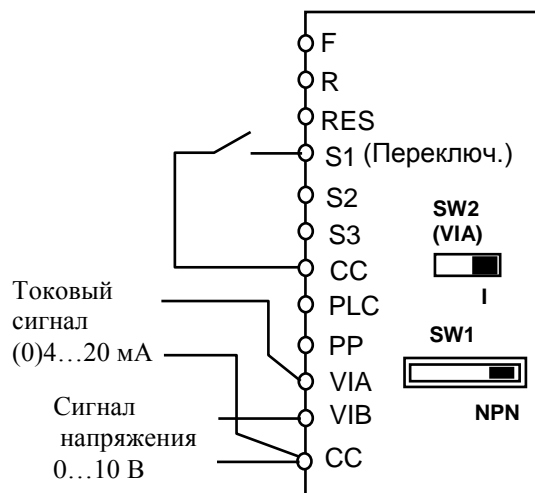 F
R
RES
S1 (Переключ.)
S2
S3
CC
PLC
PP
VIA
VIB
CC
SW2
(VIA)
I
SW1
NPN
Токовый
сигнал
(0)4…20 мА
Сигнал
напряжения
0…10 В